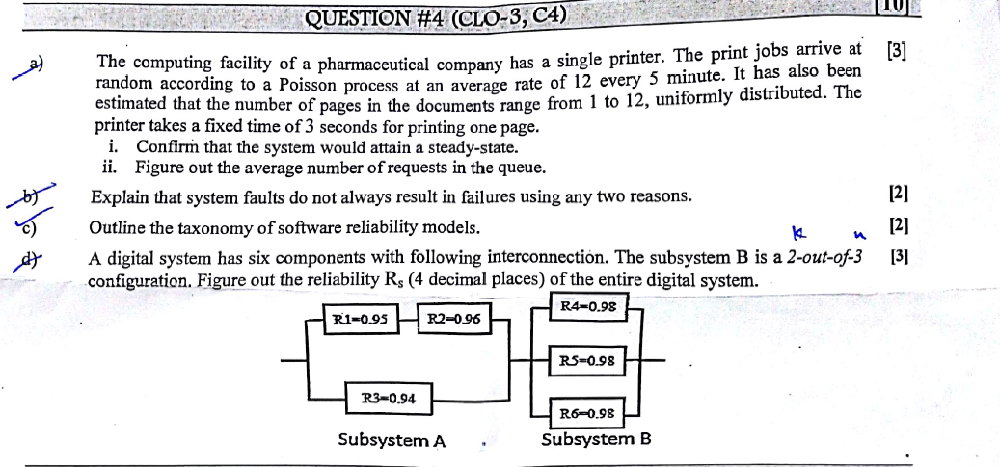 QUESTION #4 (CLO-3, C4)
10
a) The computing facility of a pharmaceutical company has a single printer. The print jobs arrive at [3]
random according to a Poisson process at an average rate of 12 every 5 minute. It has also been
estimated that the number of pages in the documents range from 1 to 12, uniformly distributed. The
printer takes a fixed time of 3 seconds for printing one page.
i. Confirm that the system would attain a steady-state.
ii. Figure out the average number of requests in the queue.
b) Explain that system faults do not always result in failures using any two reasons. [2]
c) Outline the taxonomy of software reliability models. [2]
k n
d) A digital system has six components with following interconnection. The subsystem B is a 2-out-of-3 [3]
configuration. Figure out the reliability Rs (4 decimal places) of the entire digital system.
R4=0.98
R1=0.95 R2=0.96
R5=0.98
R3=0.94
R6=0.98
Subsystem A Subsystem B